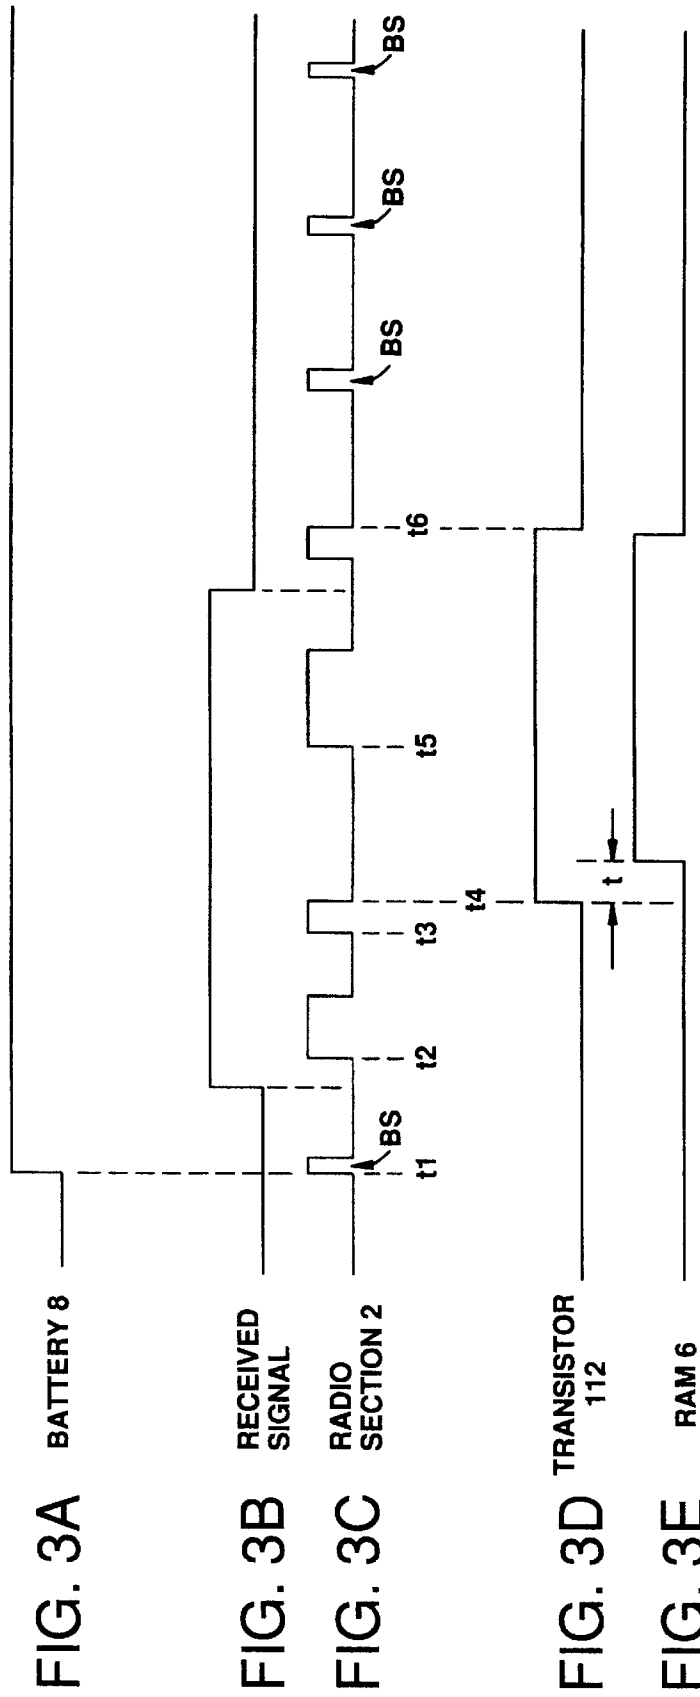 FIG. 3A BATTERY 8
FIG. 3B RECEIVED
SIGNAL
FIG. 3C RADIO
SECTION 2
t1 BS t2 t3 t4 t5 t6 BS BS BS
FIG. 3D TRANSISTOR
112
t
FIG. 3E RAM 6